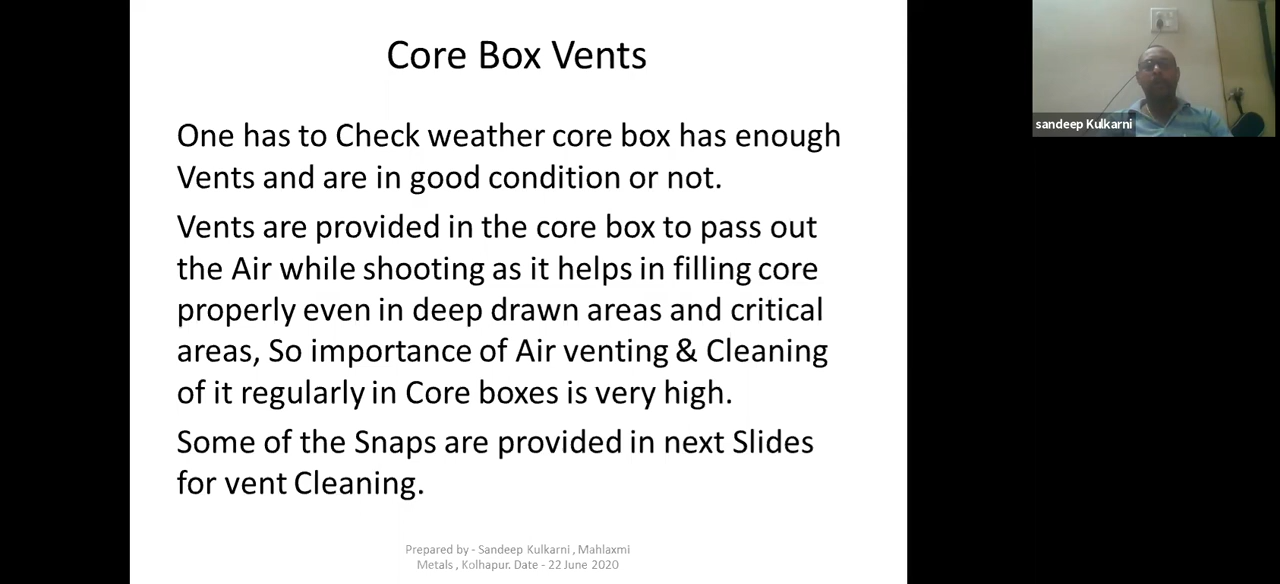 Core Box Vents
One has to Check weather core box has enough
Vents and are in good condition or not.
Vents are provided in the core box to pass out
the Air while shooting as it helps in filling core
properly even in deep drawn areas and critical
areas, So importance of Air venting & Cleaning
of it regularly in Core boxes is very high.
Some of the Snaps are provided in next Slides
for vent Cleaning.
Prepared by - Sandeep Kulkarni , Mahlaxmi
Metals , Kolhapur. Date - 22 June 2020
sandeep Kulkarni